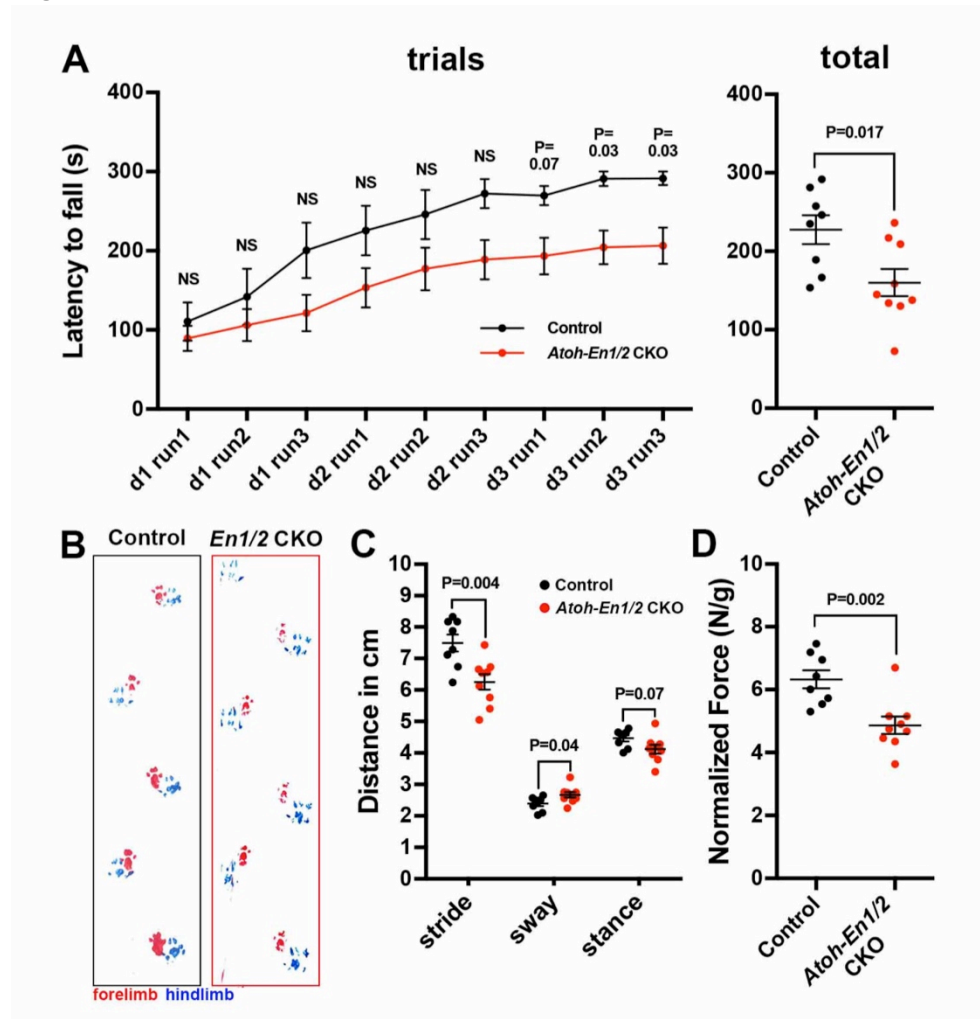 A
trials
total
Latency to fall (s)
400
300
200
100
0
NS
NS
NS
NS
NS
NS
P=
0.07
P=
0.03
P=
0.03
Control
Atoh-En1/2 CKO
d1 run1
d1 run2
d1 run3
d2 run1
d2 run2
d2 run3
d3 run1
d3 run2
d3 run3
400
300
200
100
0
P=0.017
Control
Atoh-En1/2
CKO
B
Control
En1/2 CKO
forelimb hindlimb
C
Distance in cm
10
9
8
7
6
5
4
3
2
1
0
P=0.004
P=0.04
P=0.07
Control
Atoh-En1/2 CKO
stride
sway
stance
D
Normalized Force (N/g)
10
8
6
4
2
0
P=0.002
Control
Atoh-En1/2
CKO